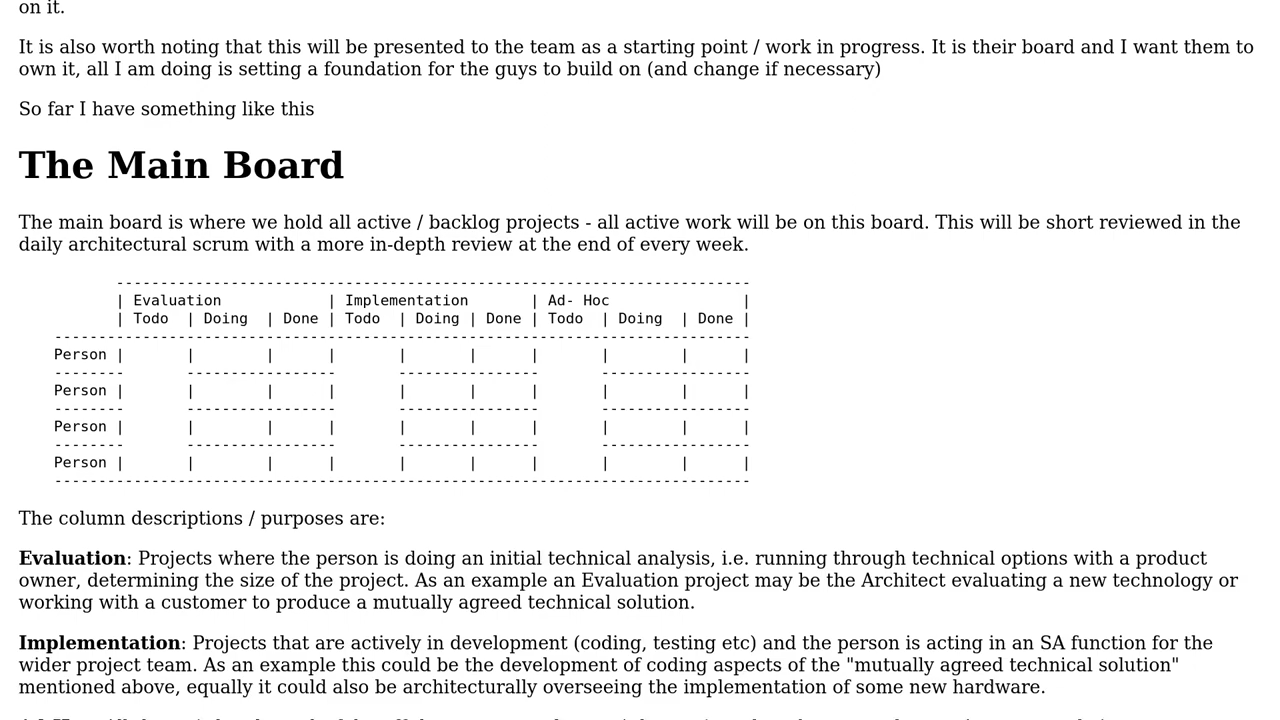 on it.
It is also worth noting that this will be presented to the team as a starting point / work in progress. It is their board and I want them to
own it, all I am doing is setting a foundation for the guys to build on (and change if necessary)
So far I have something like this
The Main Board
The main board is where we hold all active / backlog projects - all active work will be on this board. This will be short reviewed in the
daily architectural scrum with a more in-depth review at the end of every week.
------------------------------------------------------------------------
| Evaluation            | Implementation       | Ad- Hoc               |
| Todo  | Doing  | Done | Todo  | Doing | Done | Todo  | Doing  | Done |
-------------------------------------------------------------------------------
Person |       |        |      |       |       |      |       |        |      |
--------       -----------------       ----------------       -----------------
Person |       |        |      |       |       |      |       |        |      |
--------       -----------------       ----------------       -----------------
Person |       |        |      |       |       |      |       |        |      |
--------       -----------------       ----------------       -----------------
Person |       |        |      |       |       |      |       |        |      |
-------------------------------------------------------------------------------
The column descriptions / purposes are:
Evaluation: Projects where the person is doing an initial technical analysis, i.e. running through technical options with a product
owner, determining the size of the project. As an example an Evaluation project may be the Architect evaluating a new technology or
working with a customer to produce a mutually agreed technical solution.
Implementation: Projects that are actively in development (coding, testing etc) and the person is acting in an SA function for the
wider project team. As an example this could be the development of coding aspects of the "mutually agreed technical solution"
mentioned above, equally it could also be architecturally overseeing the implementation of some new hardware.